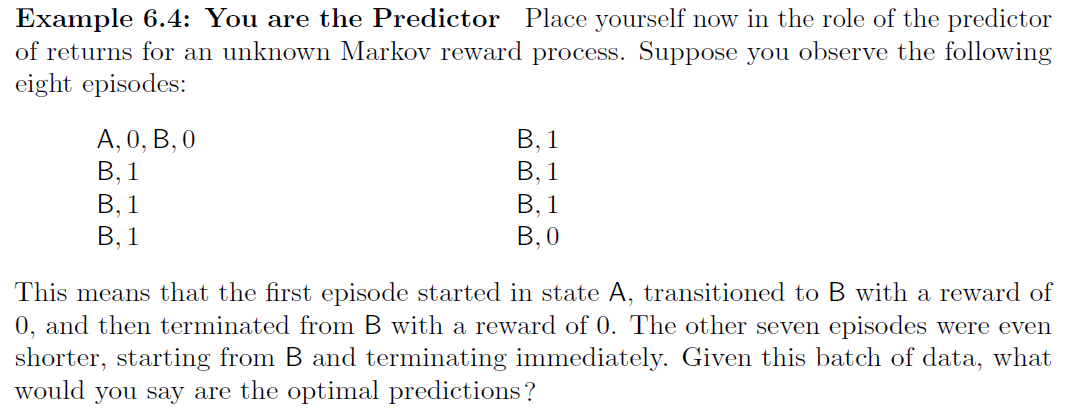 Example 6.4: You are the Predictor Place yourself now in the role of the predictor
of returns for an unknown Markov reward process. Suppose you observe the following
eight episodes:
A, 0, B, 0
B, 1
B, 1
B, 1
B, 1
B, 1
B, 1
B, 0
This means that the first episode started in state A, transitioned to B with a reward of
0, and then terminated from B with a reward of 0. The other seven episodes were even
shorter, starting from B and terminating immediately. Given this batch of data, what
would you say are the optimal predictions?